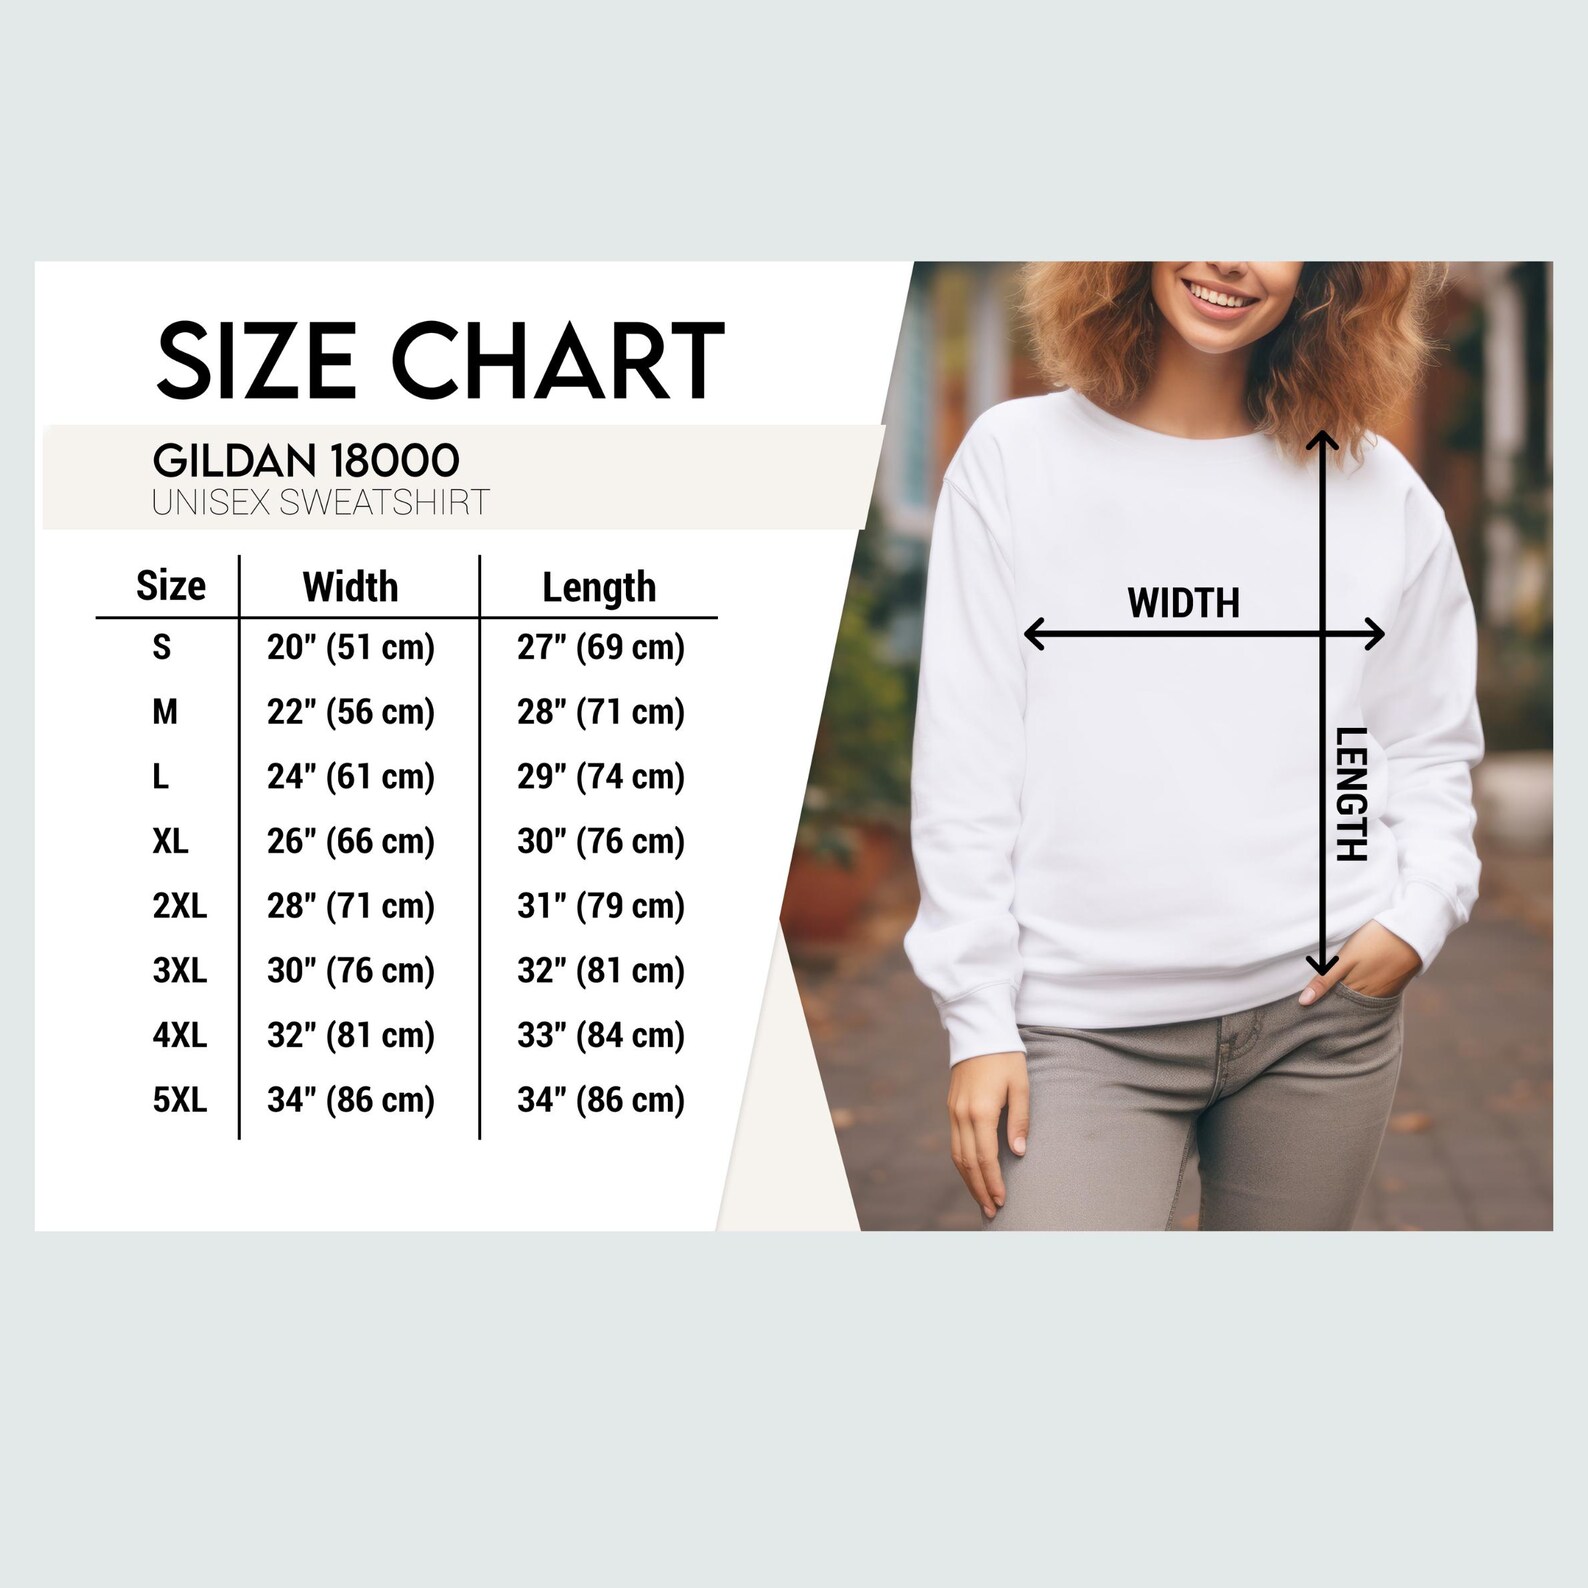 SIZE CHART
GILDAN 18000
UNISEX SWEATSHIRT
Size Width Length
S 20" (51 cm) 27" (69 cm)
M 22" (56 cm) 28" (71 cm)
L 24" (61 cm) 29" (74 cm)
XL 26" (66 cm) 30" (76 cm)
2XL 28" (71 cm) 31" (79 cm)
3XL 30" (76 cm) 32" (81 cm)
4XL 32" (81 cm) 33" (84 cm)
5XL 34" (86 cm) 34" (86 cm)
WIDTH
LENGTH